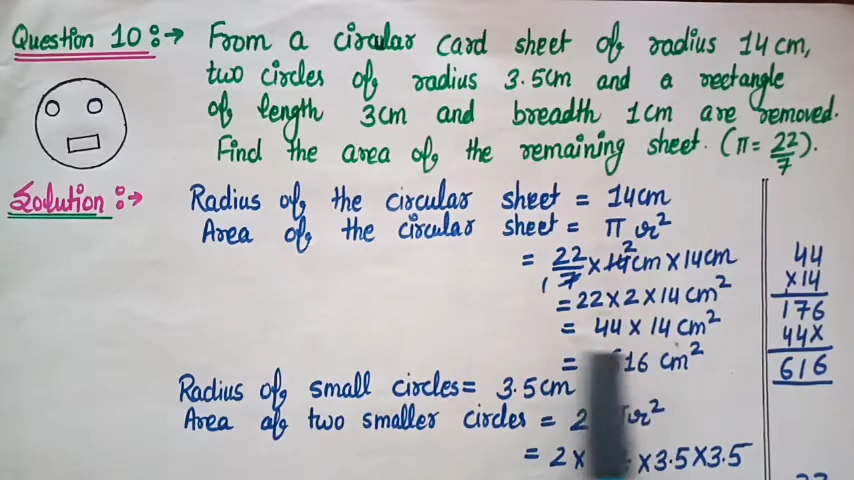 Question 10:→ From a circular card sheet of radius 14cm,
two circles of radius 3.5cm and a rectangle
of length 3cm and breadth 1cm are removed.
Find the area of the remaining sheet. (π = 22/7).
Solution:→ Radius of the circular sheet = 14cm
Area of the circular sheet = π r²
= 22/7 × 14 cm × 14cm
1 2
= 22 × 2 × 14 cm²
= 44 × 14 cm²
= 16 cm²
44
×14
176
44×
616
Radius of small circles = 3.5cm
Area of two smaller circles = 2 πr²
= 2 × × 3.5 × 3.5